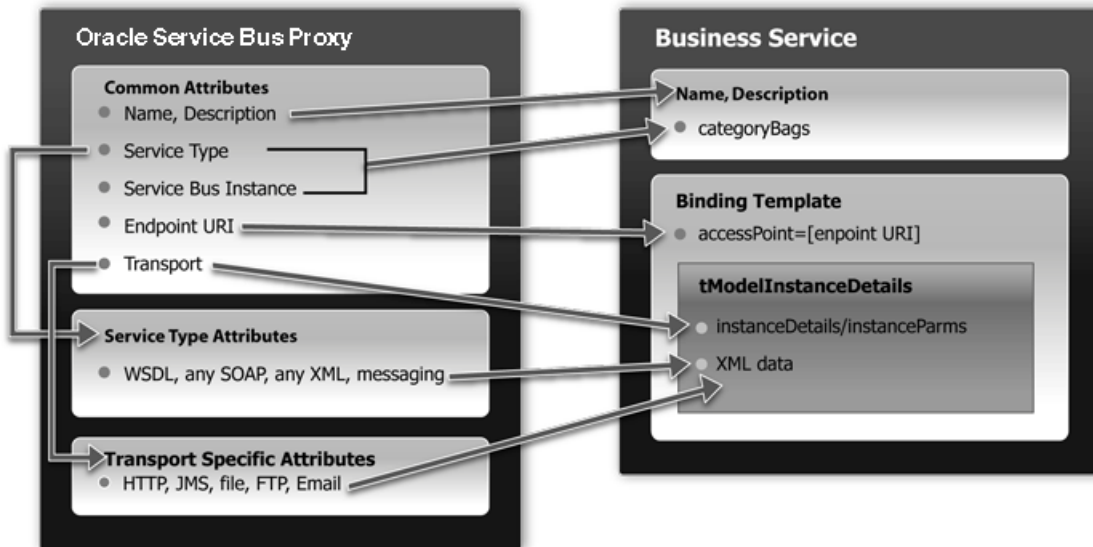 Oracle Service Bus Proxy
Common Attributes
Name, Description
Service Type
Service Bus Instance
Endpoint URI
Transport
Service Type Attributes
WSDL, any SOAP, any XML, messaging
Transport Specific Attributes
HTTP, JMS, file, FTP, Email
Business Service
Name, Description
categoryBags
Binding Template
accessPoint=[enpoint URI]
tModelInstanceDetails
instanceDetails/instanceParms
XML data